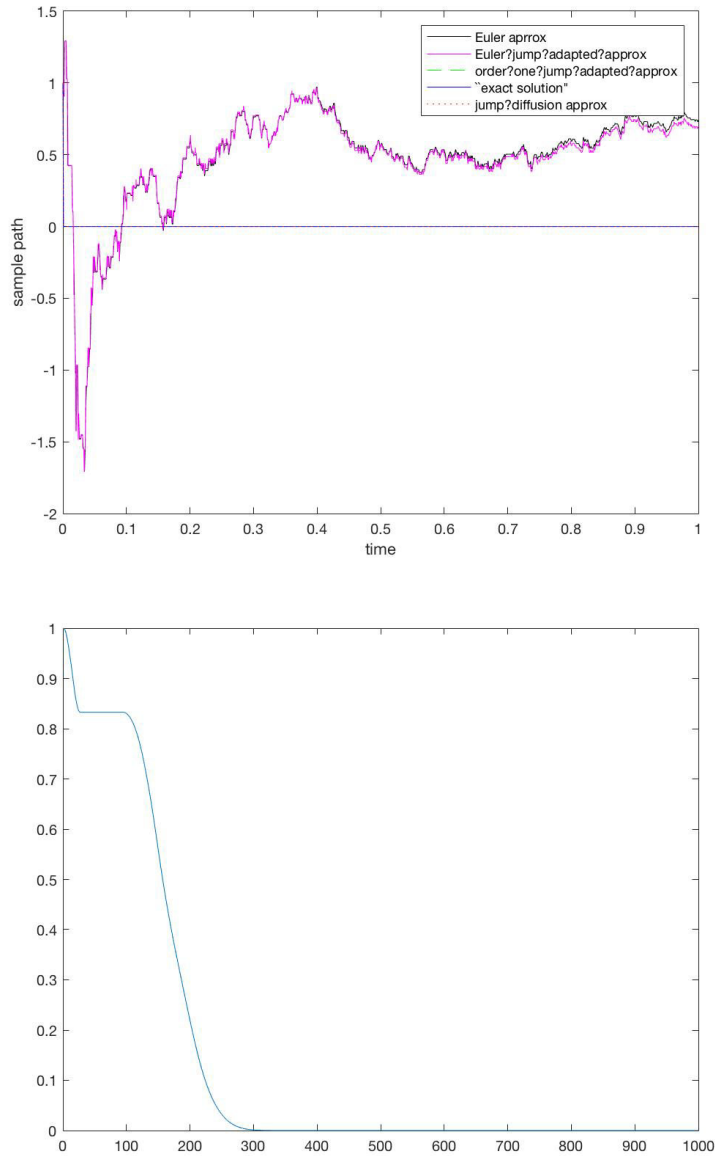 1.5
Euler aprrox
Euler?jump?adapted?approx
order?one?jump?adapted?approx
``exact solution''
jump?diffusion approx
1
0.5
0
-0.5
-1
-1.5
-2
sample path
0 0.1 0.2 0.3 0.4 0.5 0.6 0.7 0.8 0.9 1
time
1
0.9
0.8
0.7
0.6
0.5
0.4
0.3
0.2
0.1
0
0 100 200 300 400 500 600 700 800 900 1000